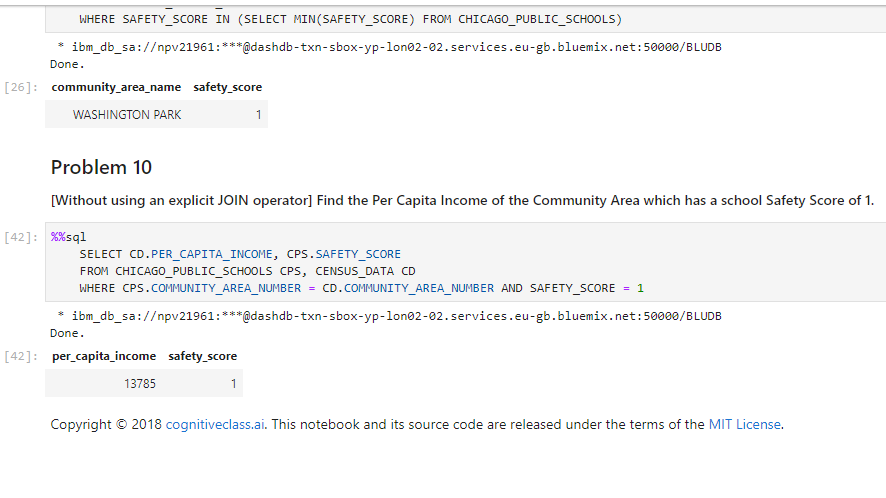 WHERE SAFETY_SCORE IN (SELECT MIN(SAFETY_SCORE) FROM CHICAGO_PUBLIC_SCHOOLS)
* ibm_db_sa://npv21961:***@dashdb-txn-sbox-yp-lon02-02.services.eu-gb.bluemix.net:50000/BLUDB
Done.
[26]: community_area_name safety_score
WASHINGTON PARK 1
Problem 10
[Without using an explicit JOIN operator] Find the Per Capita Income of the Community Area which has a school Safety Score of 1.
[42]: %%sql
SELECT CD.PER_CAPITA_INCOME, CPS.SAFETY_SCORE
FROM CHICAGO_PUBLIC_SCHOOLS CPS, CENSUS_DATA CD
WHERE CPS.COMMUNITY_AREA_NUMBER = CD.COMMUNITY_AREA_NUMBER AND SAFETY_SCORE = 1
* ibm_db_sa://npv21961:***@dashdb-txn-sbox-yp-lon02-02.services.eu-gb.bluemix.net:50000/BLUDB
Done.
[42]: per_capita_income safety_score
13785 1
Copyright © 2018 cognitiveclass.ai. This notebook and its source code are released under the terms of the MIT License.